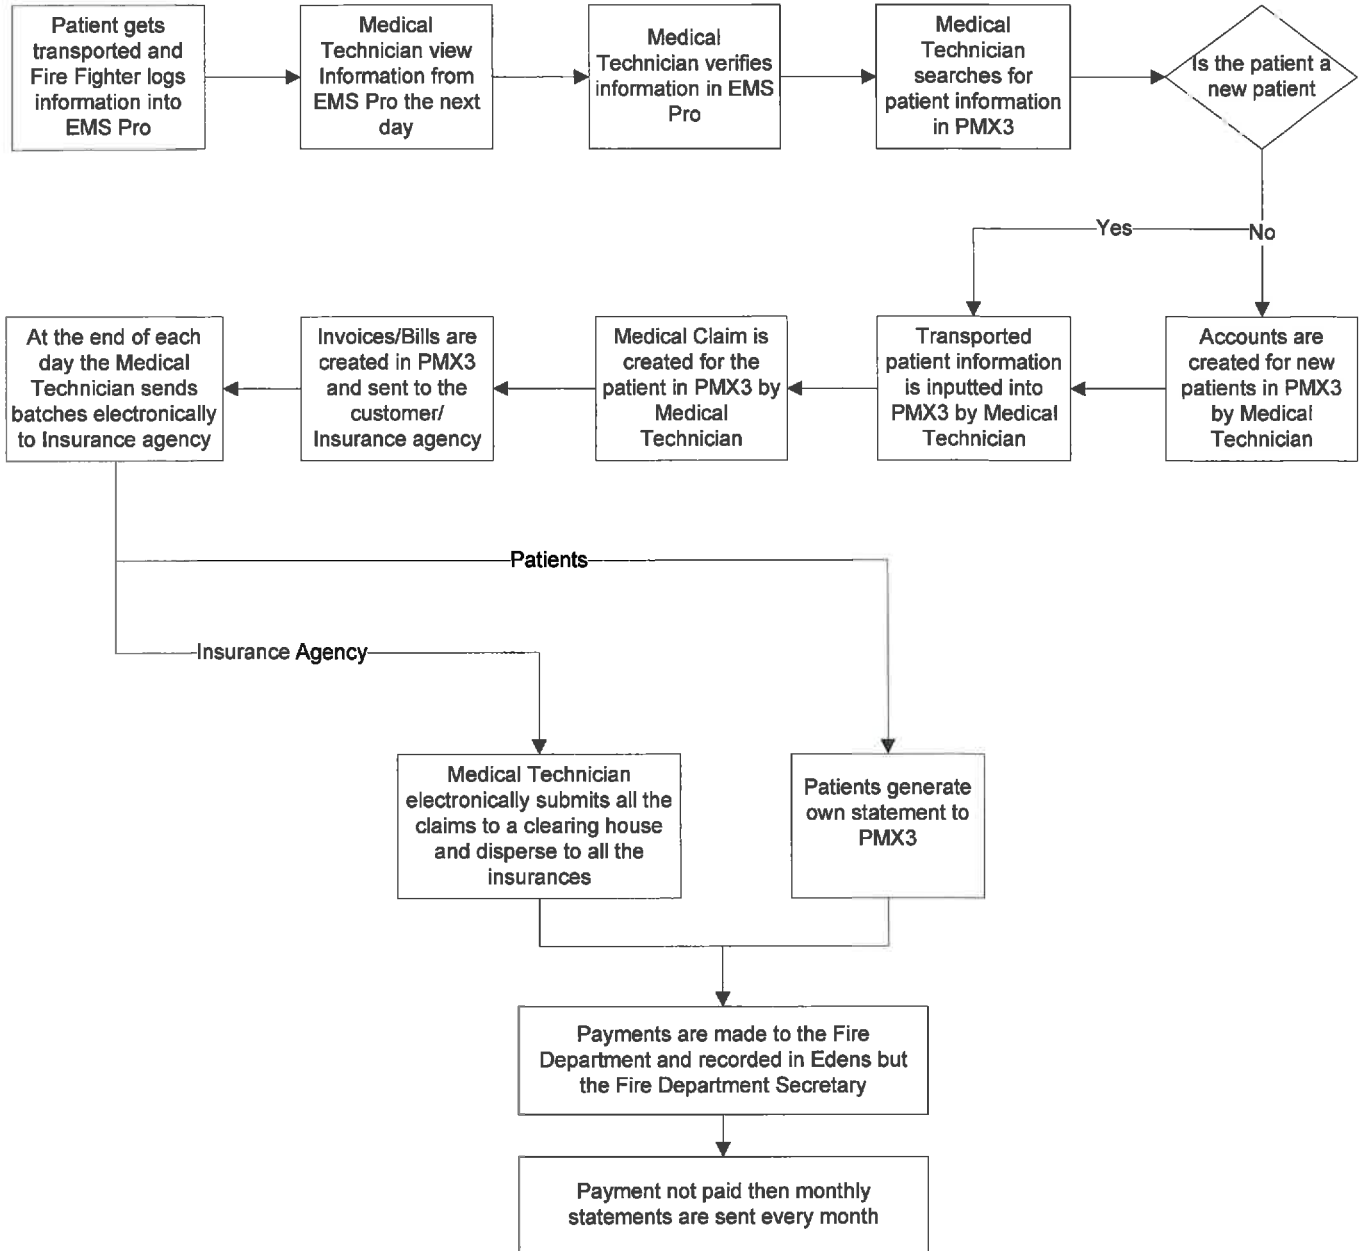 Patient gets
transported and
Fire Fighter logs
information into
EMS Pro
Medical
Technician view
Information from
EMS Pro the next
day
Medical
Technician verifies
information in EMS
Pro
Medical
Technician
searches for
patient information
in PMX3
Is the patient a
new patient
Yes
No
At the end of each
day the Medical
Technician sends
batches electronically
to Insurance agency
Invoices/Bills are
created in PMX3
and sent to the
customer/
Insurance agency
Medical Claim is
created for the
patient in PMX3 by
Medical
Technician
Transported
patient information
is inputted into
PMX3 by Medical
Technician
Accounts are
created for new
patients in PMX3
by Medical
Technician
Patients
Insurance Agency
Medical Technician
electronically submits all the
claims to a clearing house
and disperse to all the
insurances
Patients generate
own statement to
PMX3
Payments are made to the Fire
Department and recorded in Edens but
the Fire Department Secretary
Payment not paid then monthly
statements are sent every month